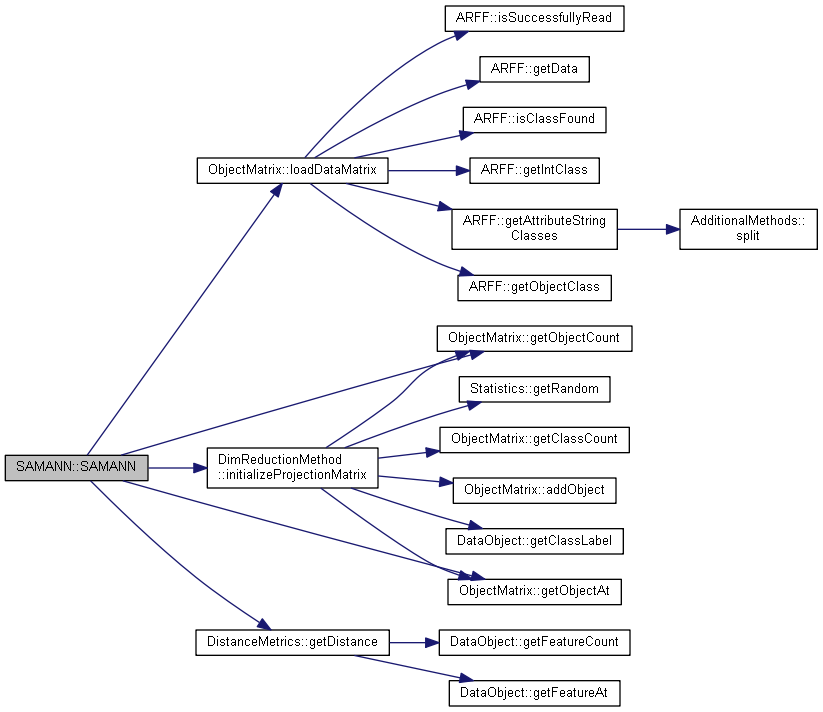 ARFF::isSuccessfullyRead
ARFF::getData
ARFF::isClassFound
ObjectMatrix::loadDataMatrix
ARFF::getIntClass
ARFF::getAttributeString
Classes
AdditionalMethods::
split
ARFF::getObjectClass
ObjectMatrix::getObjectCount
Statistics::getRandom
ObjectMatrix::getClassCount
SAMANN::SAMANN
DimReductionMethod
::initializeProjectionMatrix
ObjectMatrix::addObject
DataObject::getClassLabel
ObjectMatrix::getObjectAt
DistanceMetrics::getDistance
DataObject::getFeatureCount
DataObject::getFeatureAt